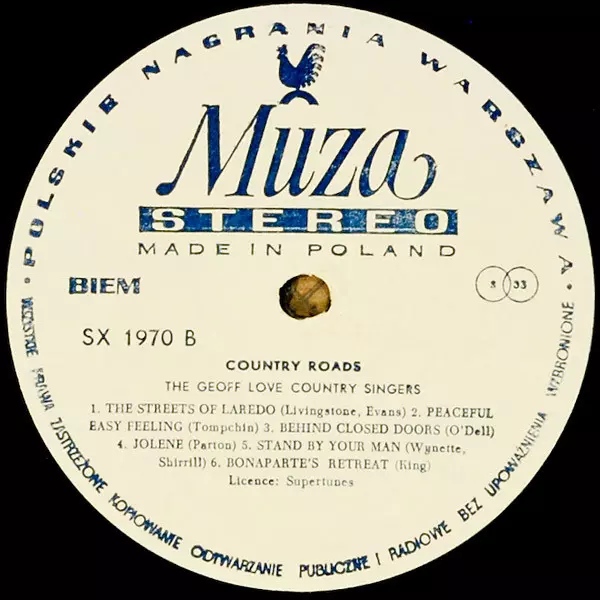 POLSKIE NAGRANIA WARSZAWA
Muza
STEREO
MADE IN POLAND
BIEM
S 33
SX 1970 B
COUNTRY ROADS
THE GEOFF LOVE COUNTRY SINGERS
1. THE STREETS OF LAREDO (Livingstone, Evans) 2. PEACEFUL
EASY FEELING (Tompchin) 3. BEHIND CLOSED DOORS (O'Dell)
4. JOLENE (Parton) 5. STAND BY YOUR MAN (Wynette,
Shirrill) 6. BONAPARTE'S RETREAT (King)
Licence: Supertunes
• WSZYSTKIE PRAWA ZASTRZEŻONE KOPIOWANIE ODTWARZANIE PUBLICZNE I RADIOWE BEZ UPOWAŻNIENIA WZBRONIONE •